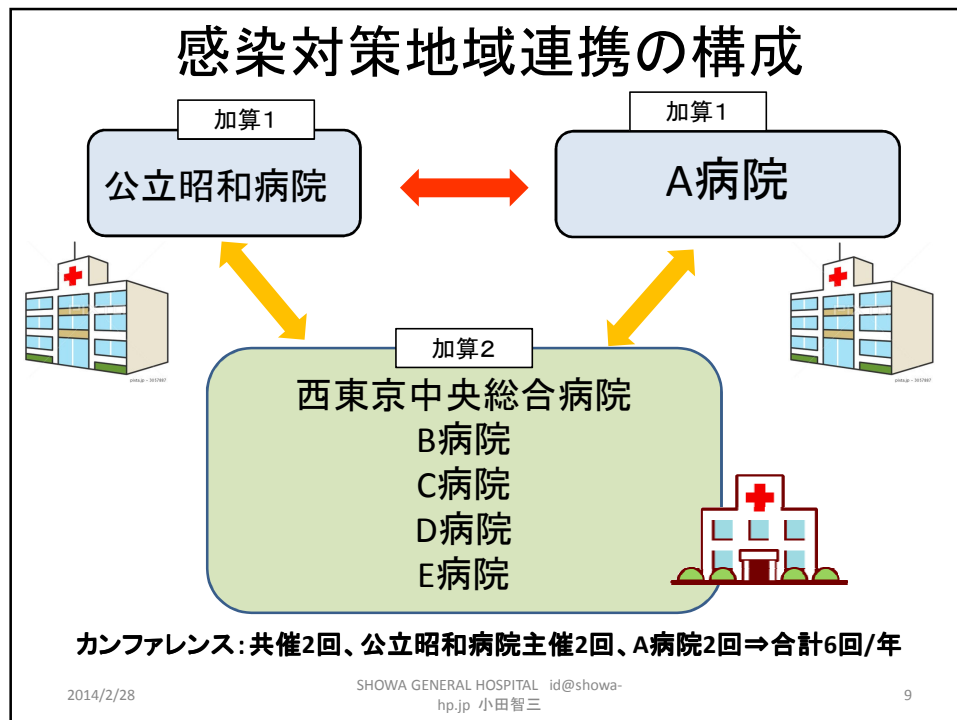 感染対策地域連携の構成
加算１
加算１
公立昭和病院
A病院
加算２
西東京中央総合病院
B病院
C病院
D病院
E病院
カンファレンス：共催2回、公立昭和病院主催2回、A病院2回⇒合計6回/年
2014/2/28
SHOWA GENERAL HOSPITAL id@showa-
hp.jp 小田智三
9